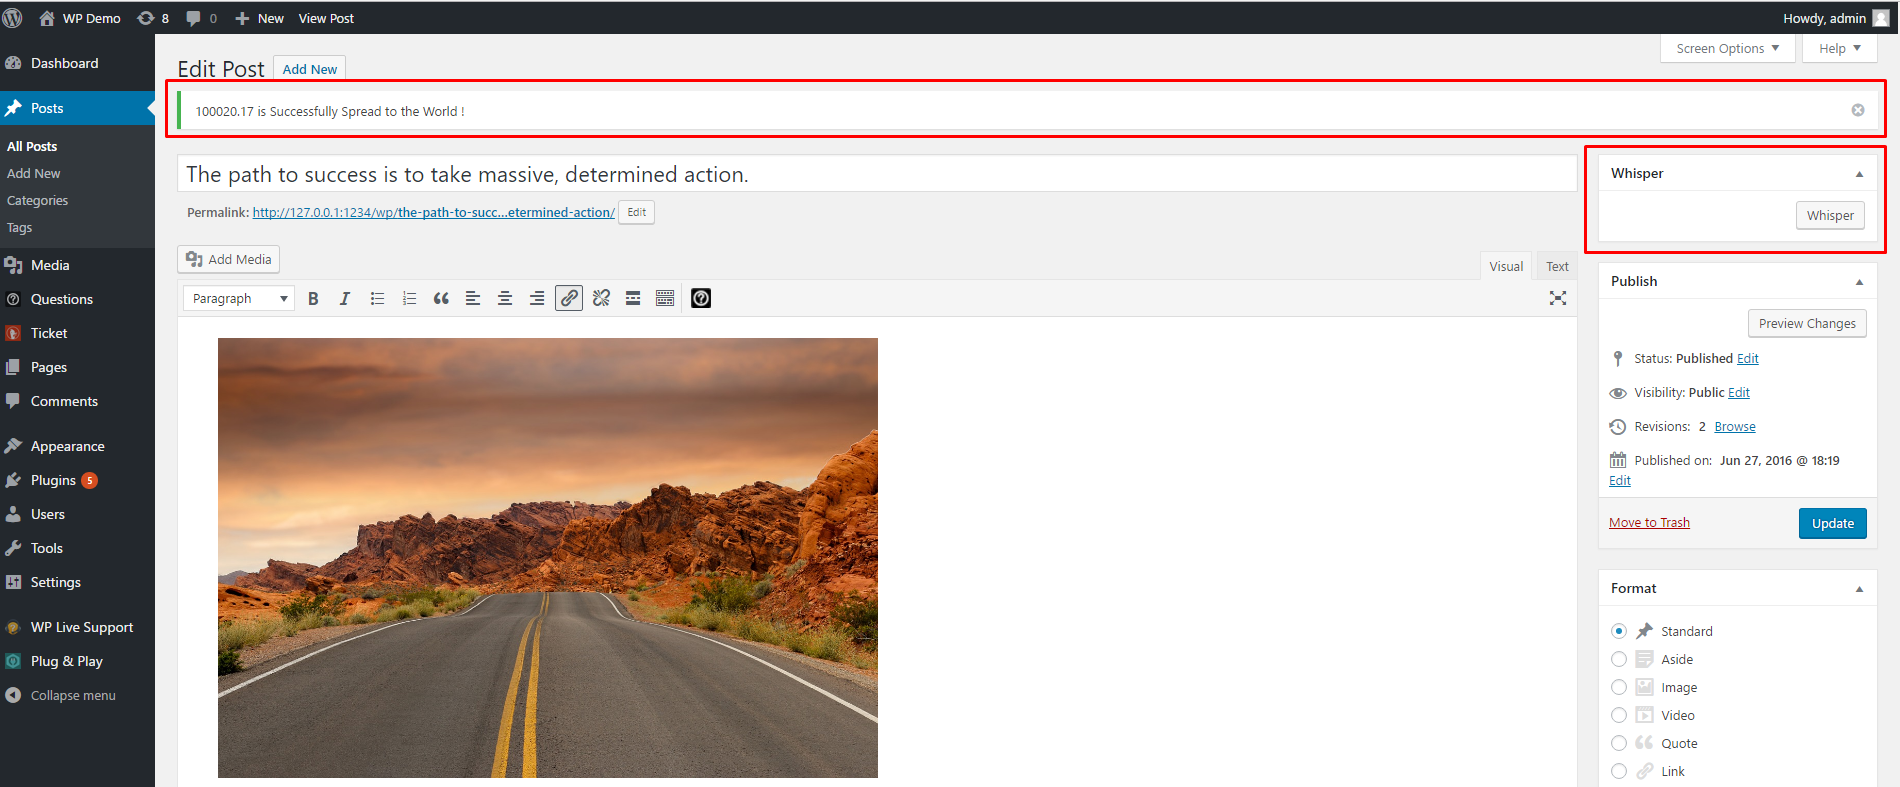 WP Demo 8 0 New View Post Howdy, admin
Screen Options Help
Dashboard
Posts
All Posts
Add New
Categories
Tags
Media
Questions
Ticket
Pages
Comments
Appearance
Plugins 5
Users
Tools
Settings
WP Live Support
Plug & Play
Collapse menu
Edit Post Add New
100020.17 is Successfully Spread to the World !
The path to success is to take massive, determined action.
Permalink: http://127.0.0.1:1234/wp/the-path-to-succ...etermined-action/ Edit
Add Media
Visual Text
Paragraph B I
Whisper
Whisper
Publish
Preview Changes
Status: Published Edit
Visibility: Public Edit
Revisions: 2 Browse
Published on: Jun 27, 2016 @ 18:19
Edit
Move to Trash Update
Format
Standard
Aside
Image
Video
Quote
Link